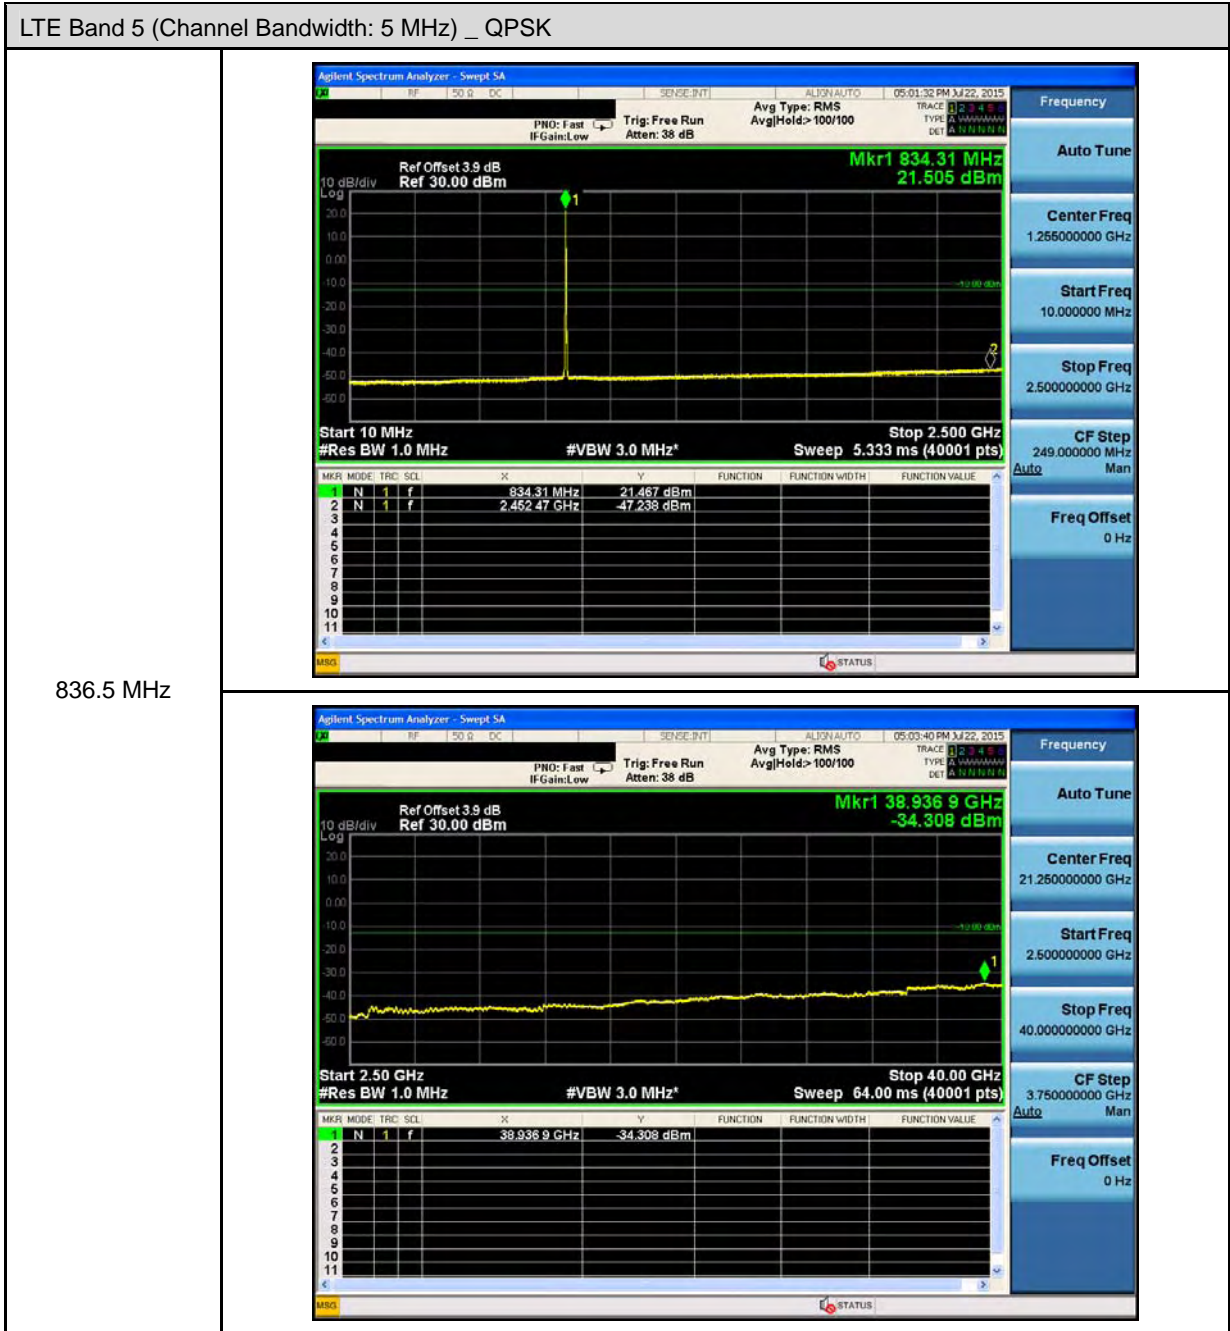 LTE Band 5 (Channel Bandwidth: 5 MHz) _ QPSK
836.5 MHz
Agilent Spectrum Analyzer - Swept SA
RF 50 Ω DC SENSE:INT ALIGN AUTO 05:01:32 PM Jul 22, 2015
PNO: Fast Trig: Free Run Avg Type: RMS TRACE 1 2 3 4 5 6
IFGain:Low Atten: 38 dB Avg|Hold:>100/100 TYPE A WWWWW
DET A N N N N N
Mkr1 834.31 MHz
21.505 dBm
Ref Offset 3.9 dB
10 dB/div Ref 30.00 dBm
Log
20.0
10.0
0.00
-10.0
-20.0
-30.0
-40.0
-50.0
-60.0
1
2
Start 10 MHz Stop 2.500 GHz
#Res BW 1.0 MHz #VBW 3.0 MHz* Sweep 5.333 ms (40001 pts)
MKR MODE TRC SCL X Y FUNCTION FUNCTION WIDTH FUNCTION VALUE
1 N 1 f 834.31 MHz 21.467 dBm
2 N 1 f 2.452 47 GHz -47.238 dBm
3
4
5
6
7
8
9
10
11
MSG STATUS
Frequency
Auto Tune
Center Freq
1.255000000 GHz
Start Freq
10.000000 MHz
Stop Freq
2.500000000 GHz
CF Step
249.000000 MHz
Auto Man
Freq Offset
0 Hz
Agilent Spectrum Analyzer - Swept SA
RF 50 Ω DC SENSE:INT ALIGN AUTO 05:03:40 PM Jul 22, 2015
PNO: Fast Trig: Free Run Avg Type: RMS TRACE 1 2 3 4 5 6
IFGain:Low Atten: 38 dB Avg|Hold:>100/100 TYPE A WWWWW
DET A N N N N N
Mkr1 38.936 9 GHz
-34.308 dBm
Ref Offset 3.9 dB
10 dB/div Ref 30.00 dBm
Log
20.0
10.0
0.00
-10.0
-20.0
-30.0
-40.0
-50.0
-60.0
1
Start 2.50 GHz Stop 40.00 GHz
#Res BW 1.0 MHz #VBW 3.0 MHz* Sweep 64.00 ms (40001 pts)
MKR MODE TRC SCL X Y FUNCTION FUNCTION WIDTH FUNCTION VALUE
1 N 1 f 38.936 9 GHz -34.308 dBm
2
3
4
5
6
7
8
9
10
11
MSG STATUS
Frequency
Auto Tune
Center Freq
21.250000000 GHz
Start Freq
2.500000000 GHz
Stop Freq
40.000000000 GHz
CF Step
3.750000000 GHz
Auto Man
Freq Offset
0 Hz